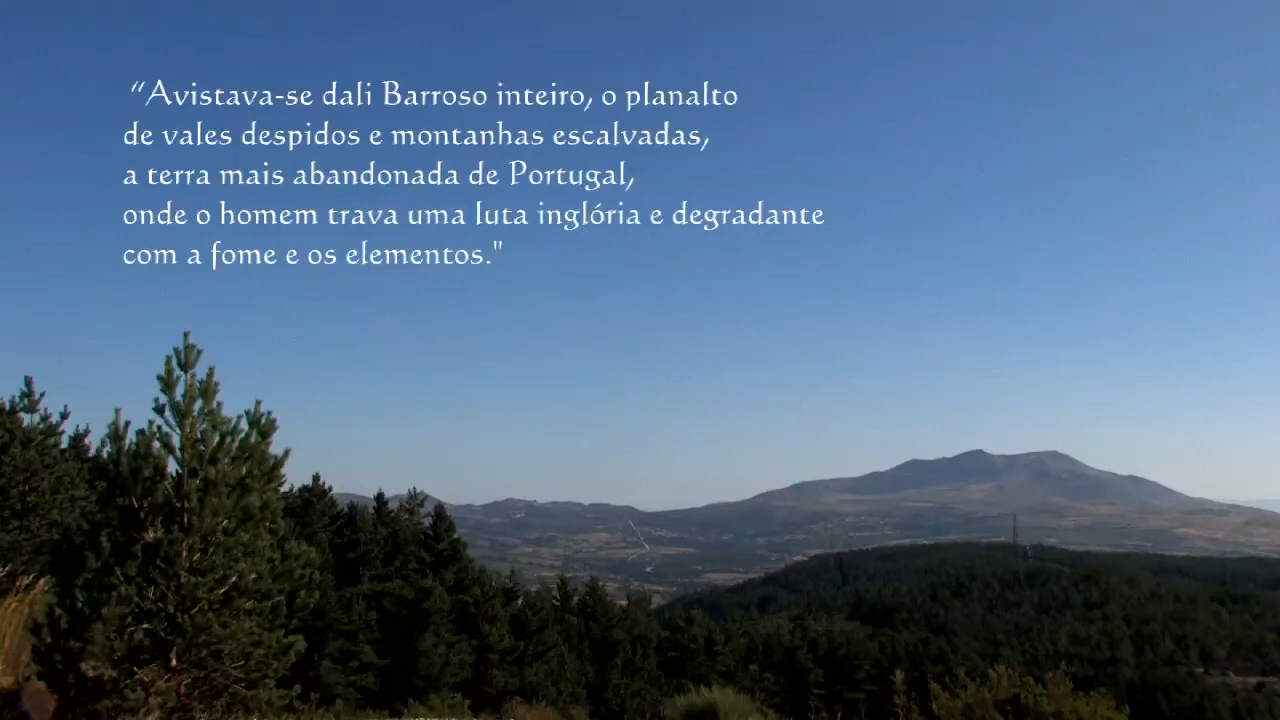 “Avistava-se dali Barroso inteiro, o planalto
de vales despidos e montanhas escalvadas,
a terra mais abandonada de Portugal,
onde o homem trava uma luta inglória e degradante
com a fome e os elementos."